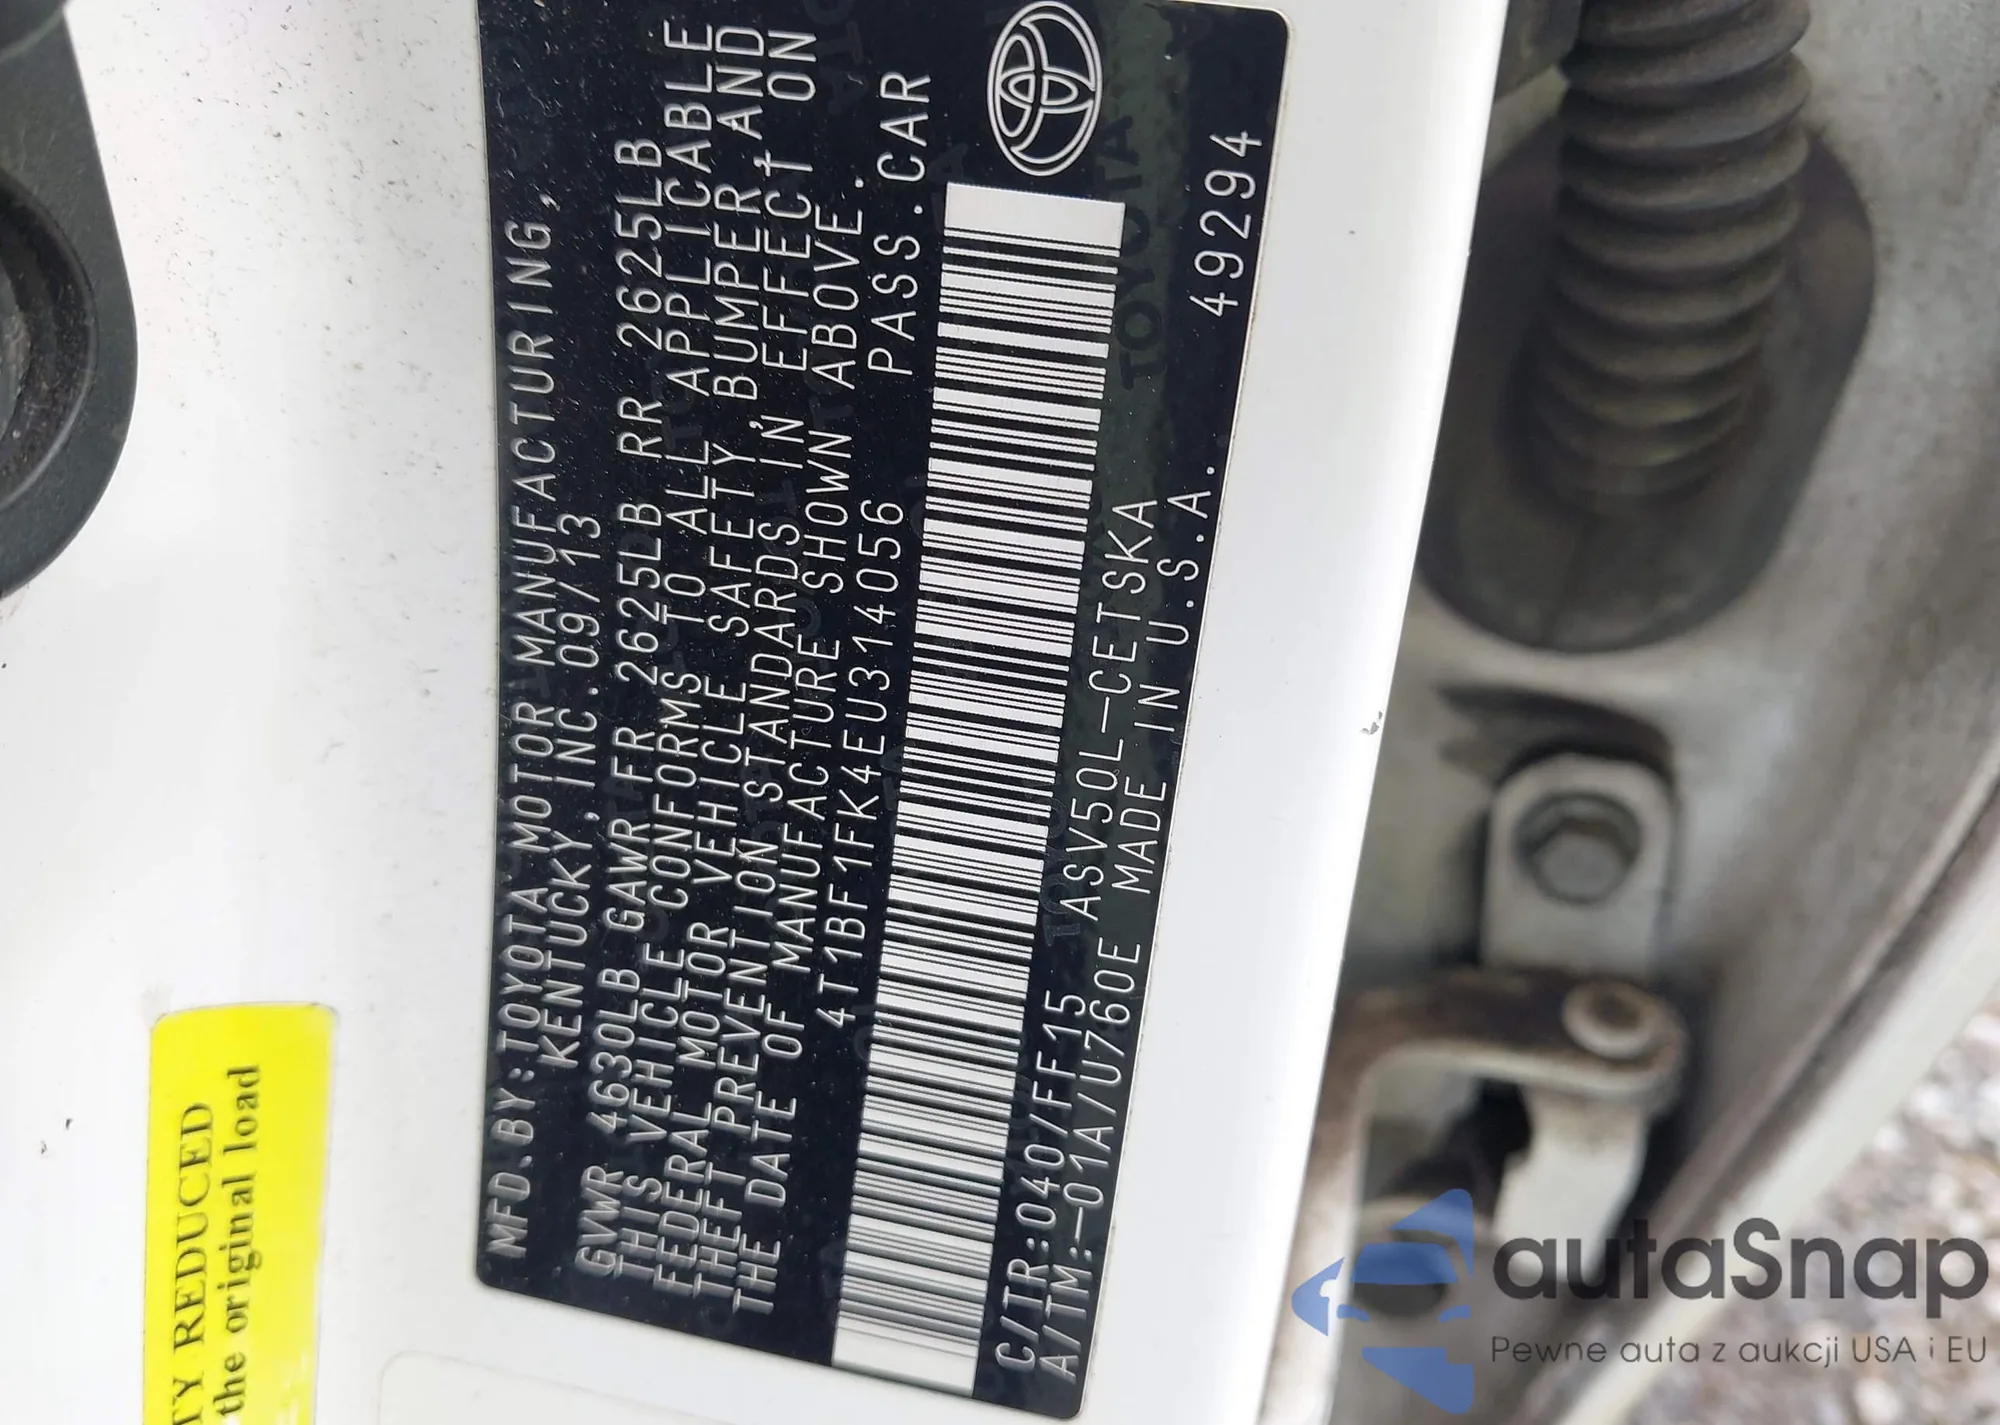 MFD.BY:TOYOTA MOTOR MANUFACTURING,
KENTUCKY,INC.09/13
GVWR 4630LB GAWR FR 2625LB RR 2625LB
THIS VEHICLE CONFORMS TO ALL APPLICABLE
FEDERAL MOTOR VEHICLE SAFETY,BUMPER AND
THEFT PREVENTION STANDARDS IN EFFECT ON
THE DATE OF MANUFACTURE SHOWN ABOVE.
4T1BF1FK4EU314056 PASS.CAR
C/TR:040/FF15 ASV50L-CETSKA
A/TM:-01A/U760E MADE IN U.S.A. 49294
TY REDUCED
the original load
autaSnap
Pewne auta z aukcji USA i EU